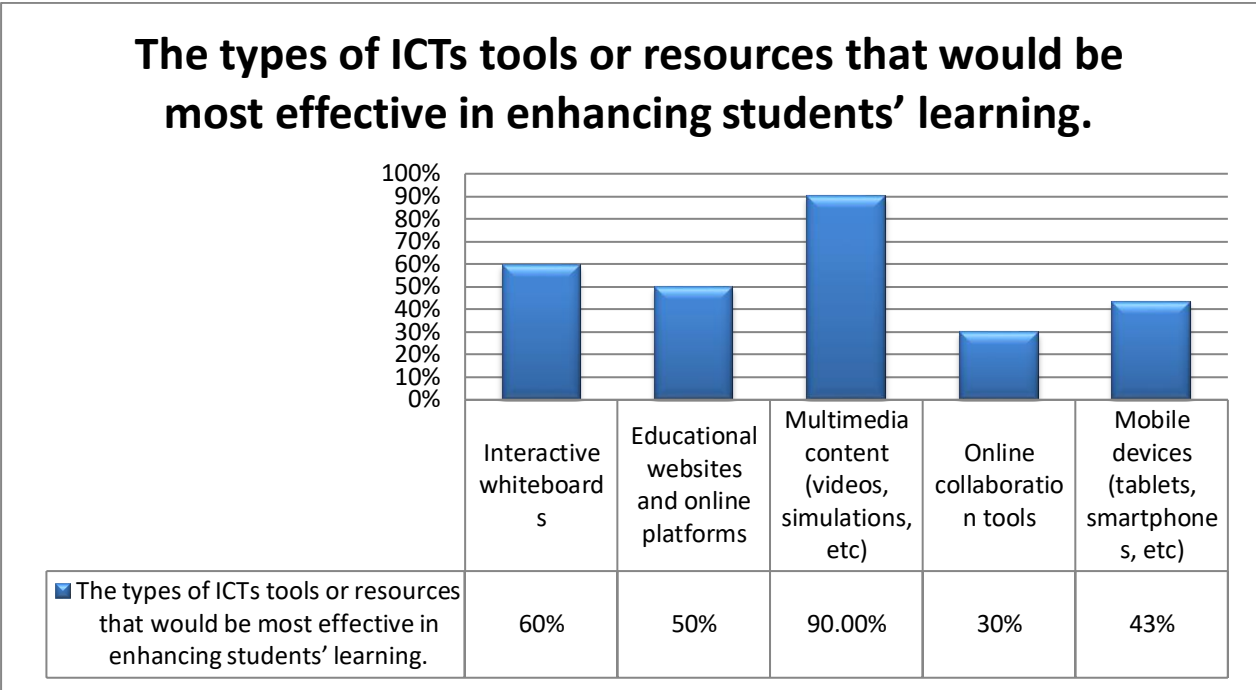 The types of ICTs tools or resources that would be
most effective in enhancing students’ learning.
100%
90%
80%
70%
60%
50%
40%
30%
20%
10%
0%
Interactive
whiteboard
s
Educational
websites
and online
platforms
Multimedia
content
(videos,
simulations,
etc)
Online
collaboratio
n tools
Mobile
devices
(tablets,
smartphone
s, etc)
The types of ICTs tools or resources
that would be most effective in
enhancing students’ learning.
60%
50%
90.00%
30%
43%